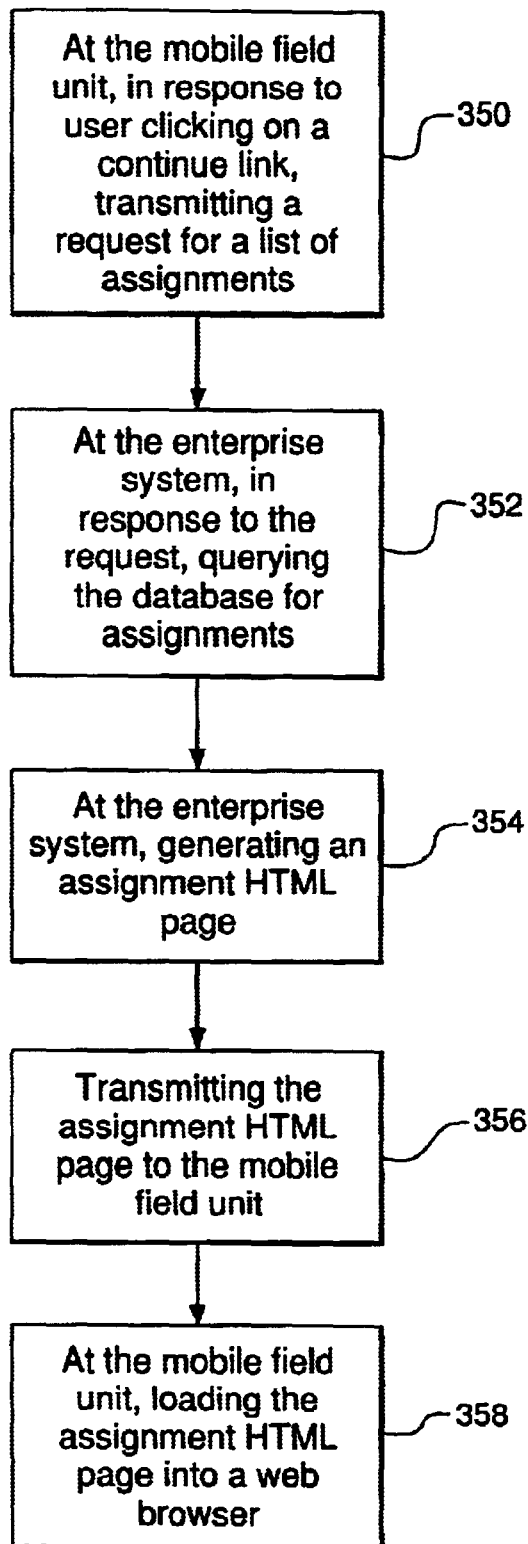 At the mobile field
unit, in response to
user clicking on a
continue link,
transmitting a
request for a list of
assignments
350
At the enterprise
system, in
response to the
request, querying
the database for
assignments
352
At the enterprise
system, generating an
assignment HTML
page
354
Transmitting the
assignment HTML
page to the mobile
field unit
356
At the mobile field
unit, loading the
assignment HTML
page into a web
browser
358